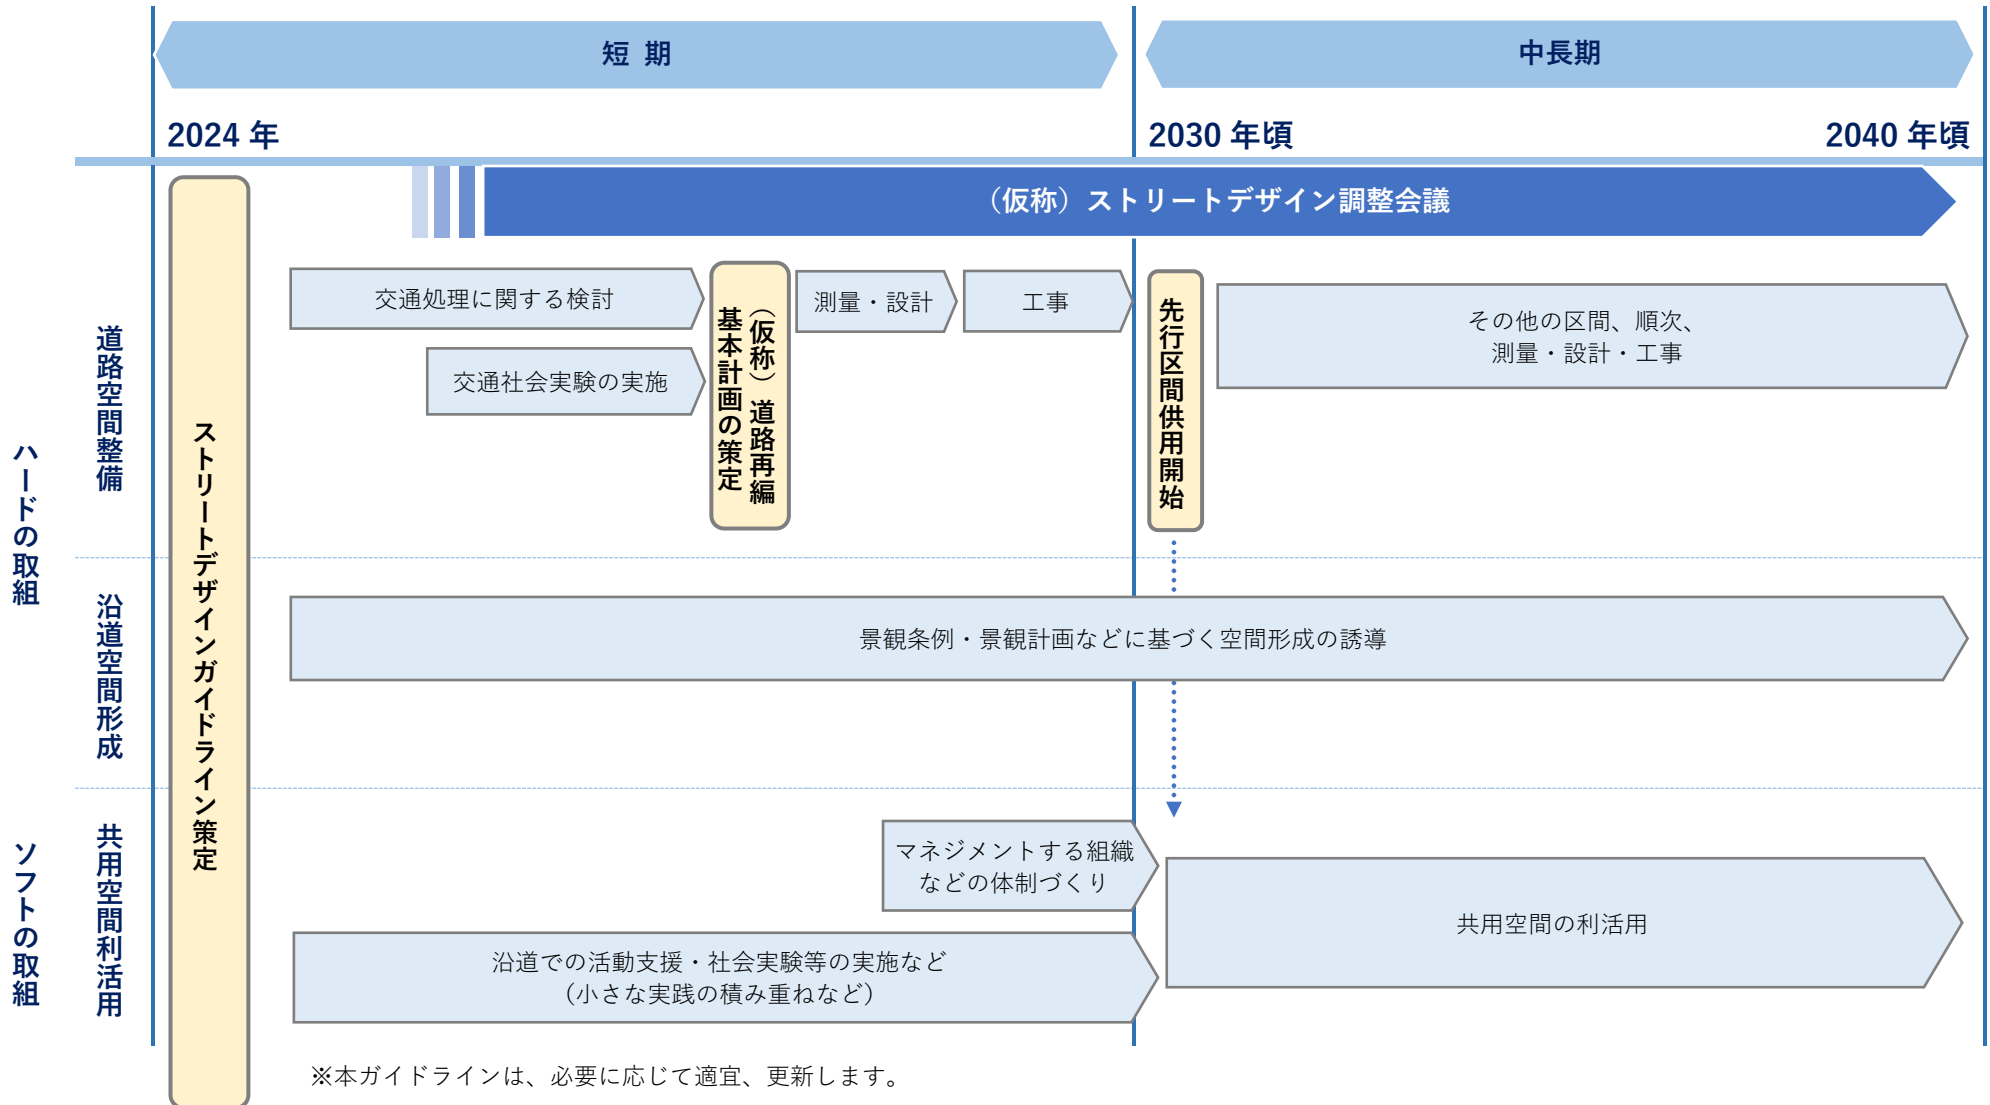 短 期
中長期
2024 年
2030 年頃
2040 年頃
（仮称）ストリートデザイン調整会議
ハードの取組
道路空間整備
ストリートデザインガイドライン策定
交通処理に関する検討
交通社会実験の実施
（仮称）道路再編
基本計画の策定
測量・設計
工事
先行区間供用開始
その他の区間、順次、
測量・設計・工事
沿道空間形成
景観条例・景観計画などに基づく空間形成の誘導
ソフトの取組
共用空間利活用
マネジメントする組織
などの体制づくり
沿道での活動支援・社会実験等の実施など
（小さな実践の積み重ねなど）
共用空間の利活用
※本ガイドラインは、必要に応じて適宜、更新します。